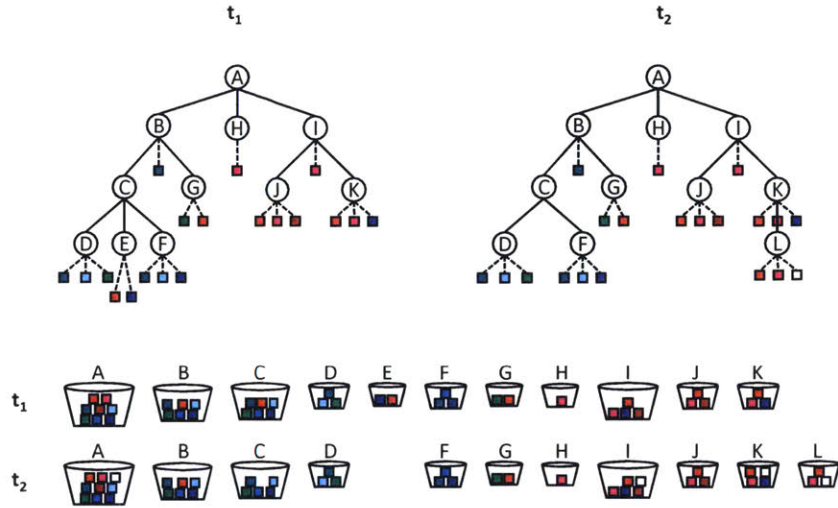 t1 t2
A A
B H I B H I
C G J K C G J K
D E F D F L
A B C D E F G H I J K
t1
A B C D F G H I J K L
t2